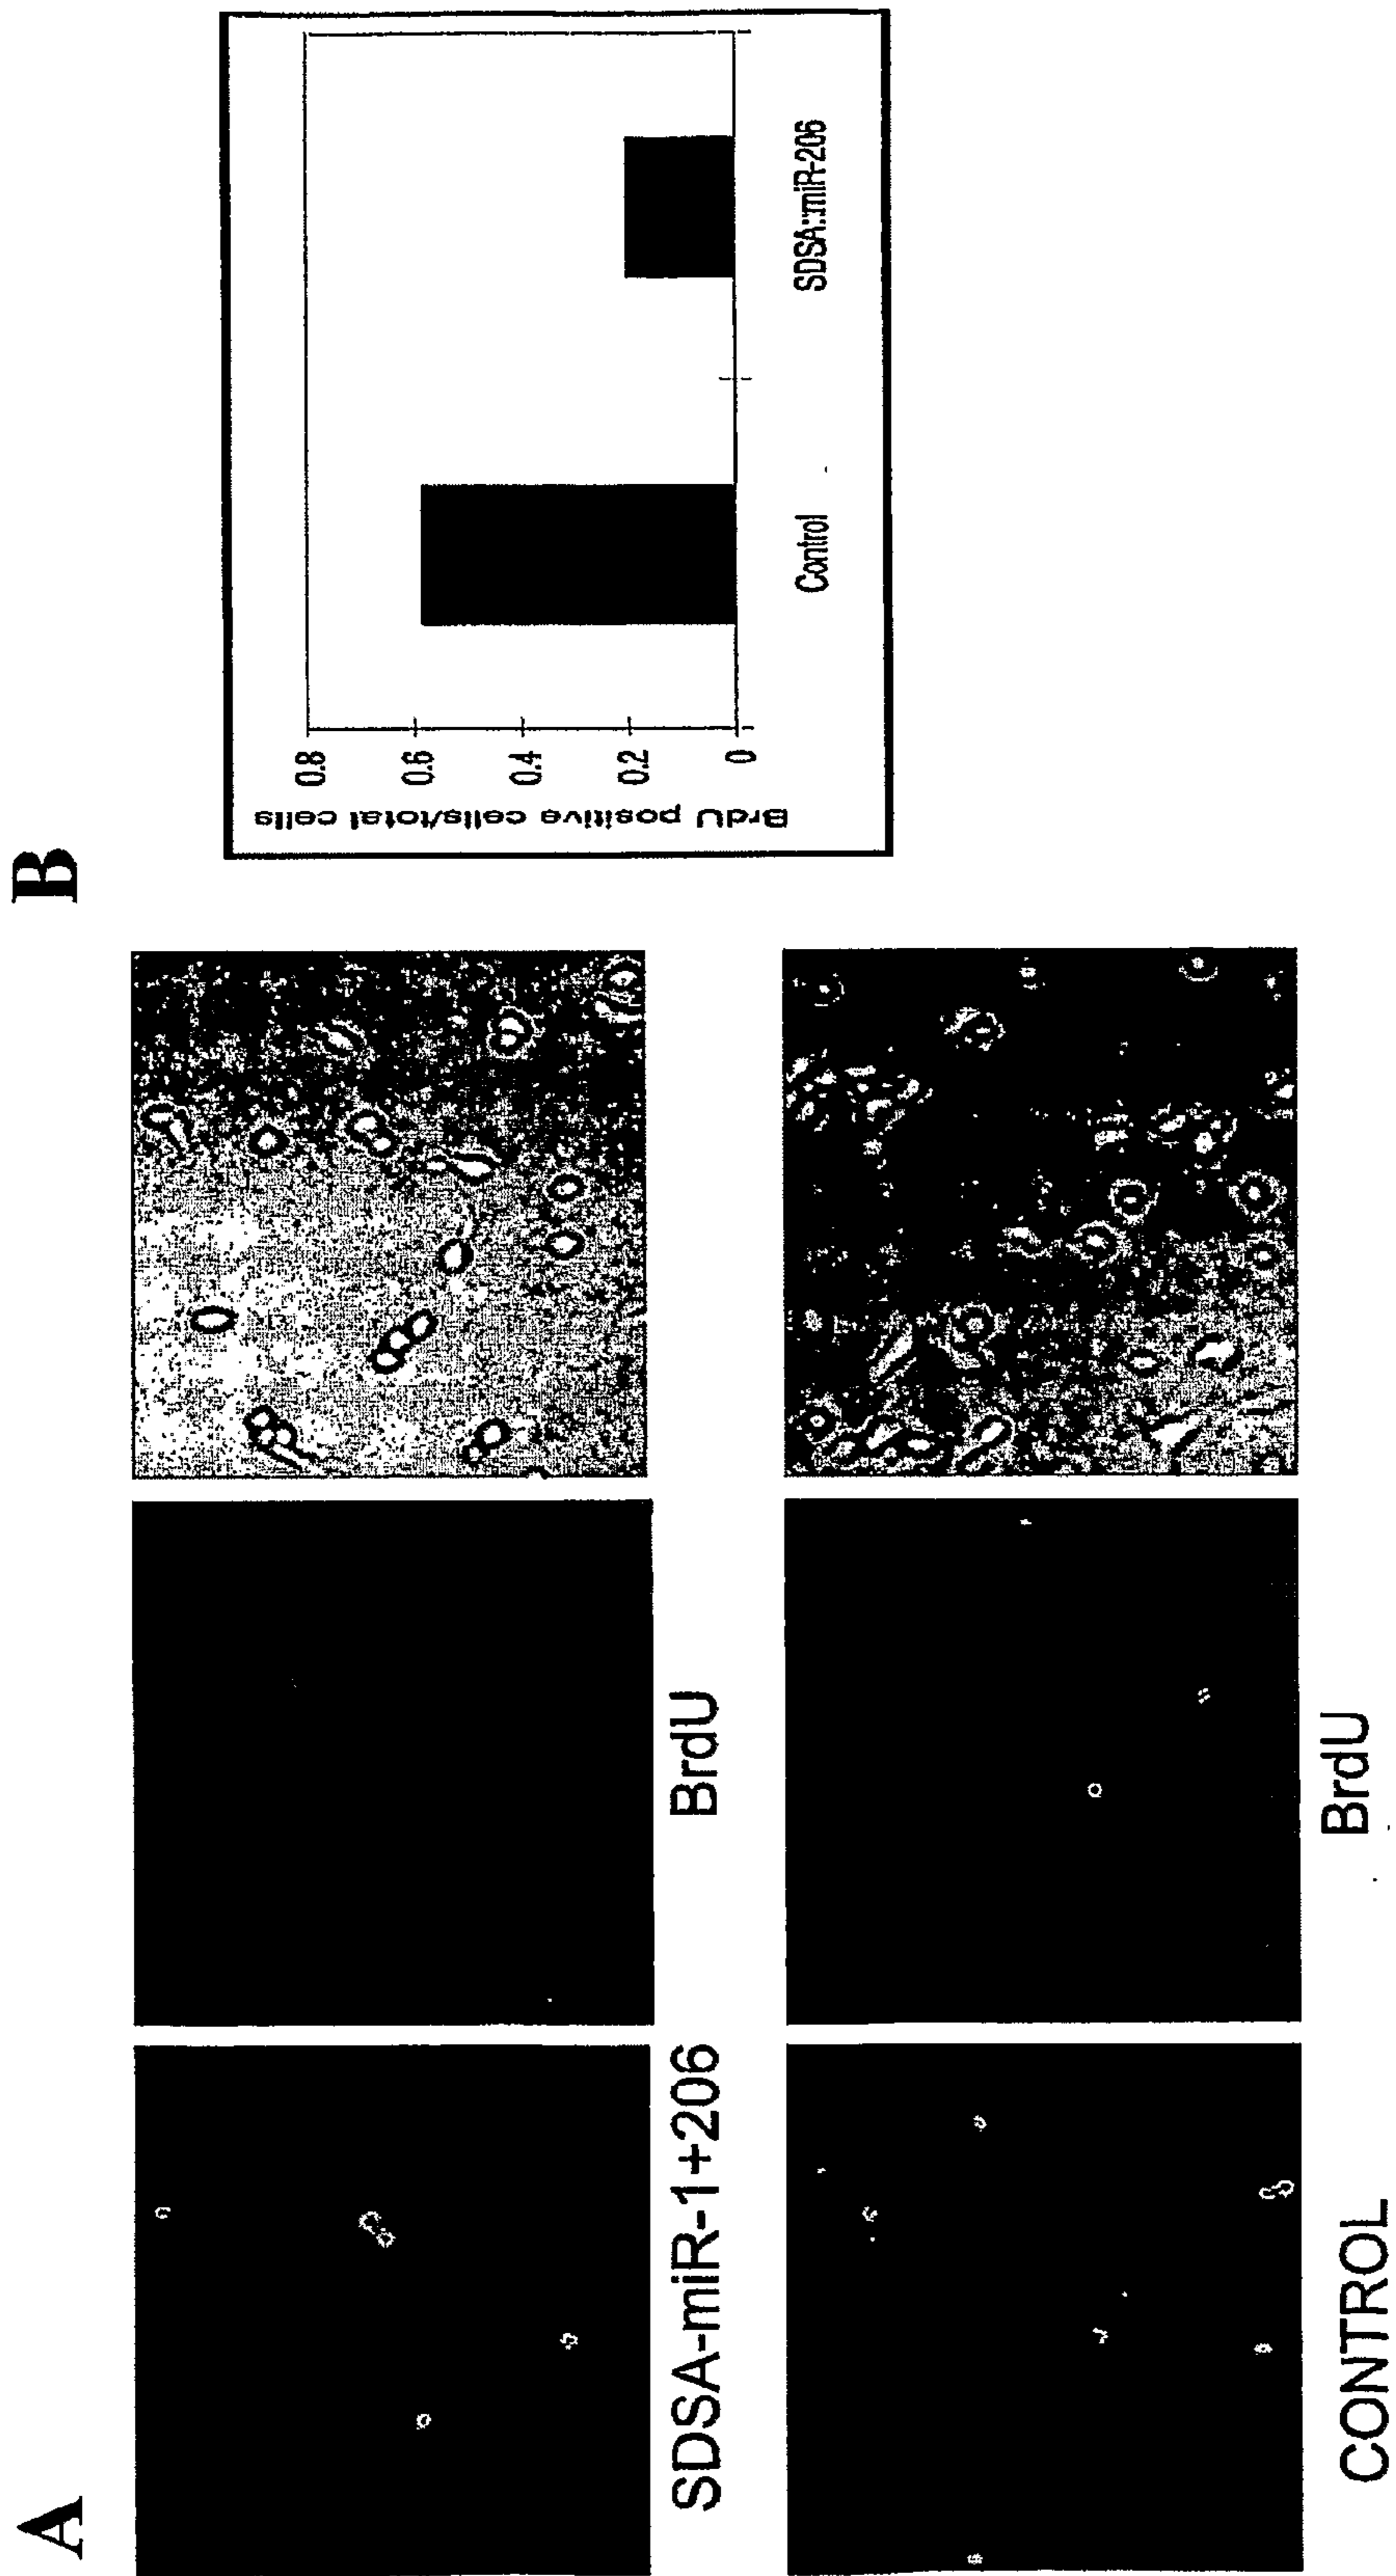 A
SDSA-miR-1+206
BrdU
CONTROL
BrdU
B
BrdU positive cells/total cells
0.8
0.6
0.4
0.2
0
Control
SDSA::miR-206